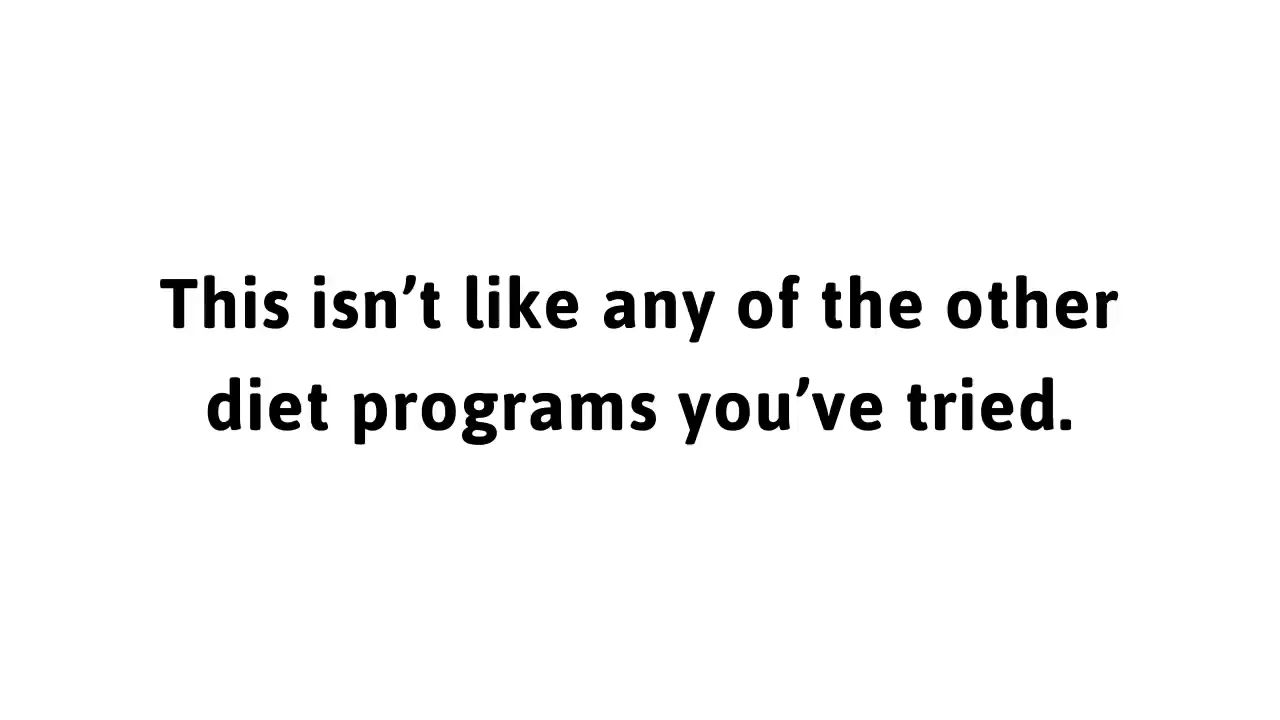 This isn’t like any of the other
diet programs you’ve tried.